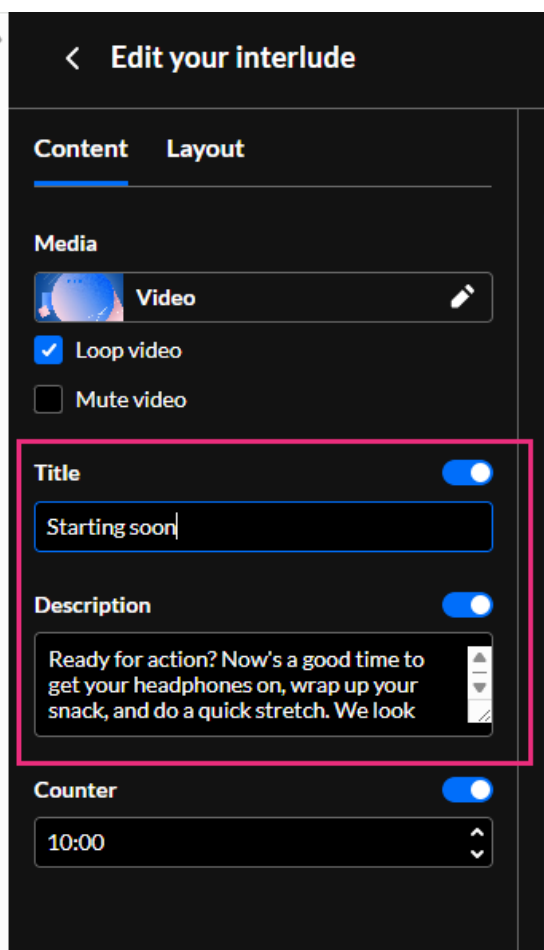 Edit your interlude
Content Layout
Media
Video
Loop video
Mute video
Title
Starting soon
Description
Ready for action? Now's a good time to
get your headphones on, wrap up your
snack, and do a quick stretch. We look
Counter
10:00